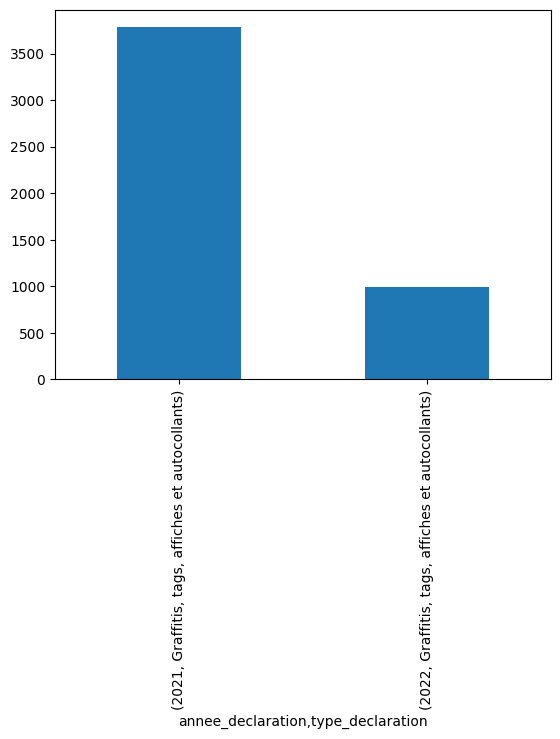 3500
3000
2500
2000
1500
1000
500
0
(2021, Graffitis, tags, affiches et autocollants)
(2022, Graffitis, tags, affiches et autocollants)
annee_declaration,type_declaration